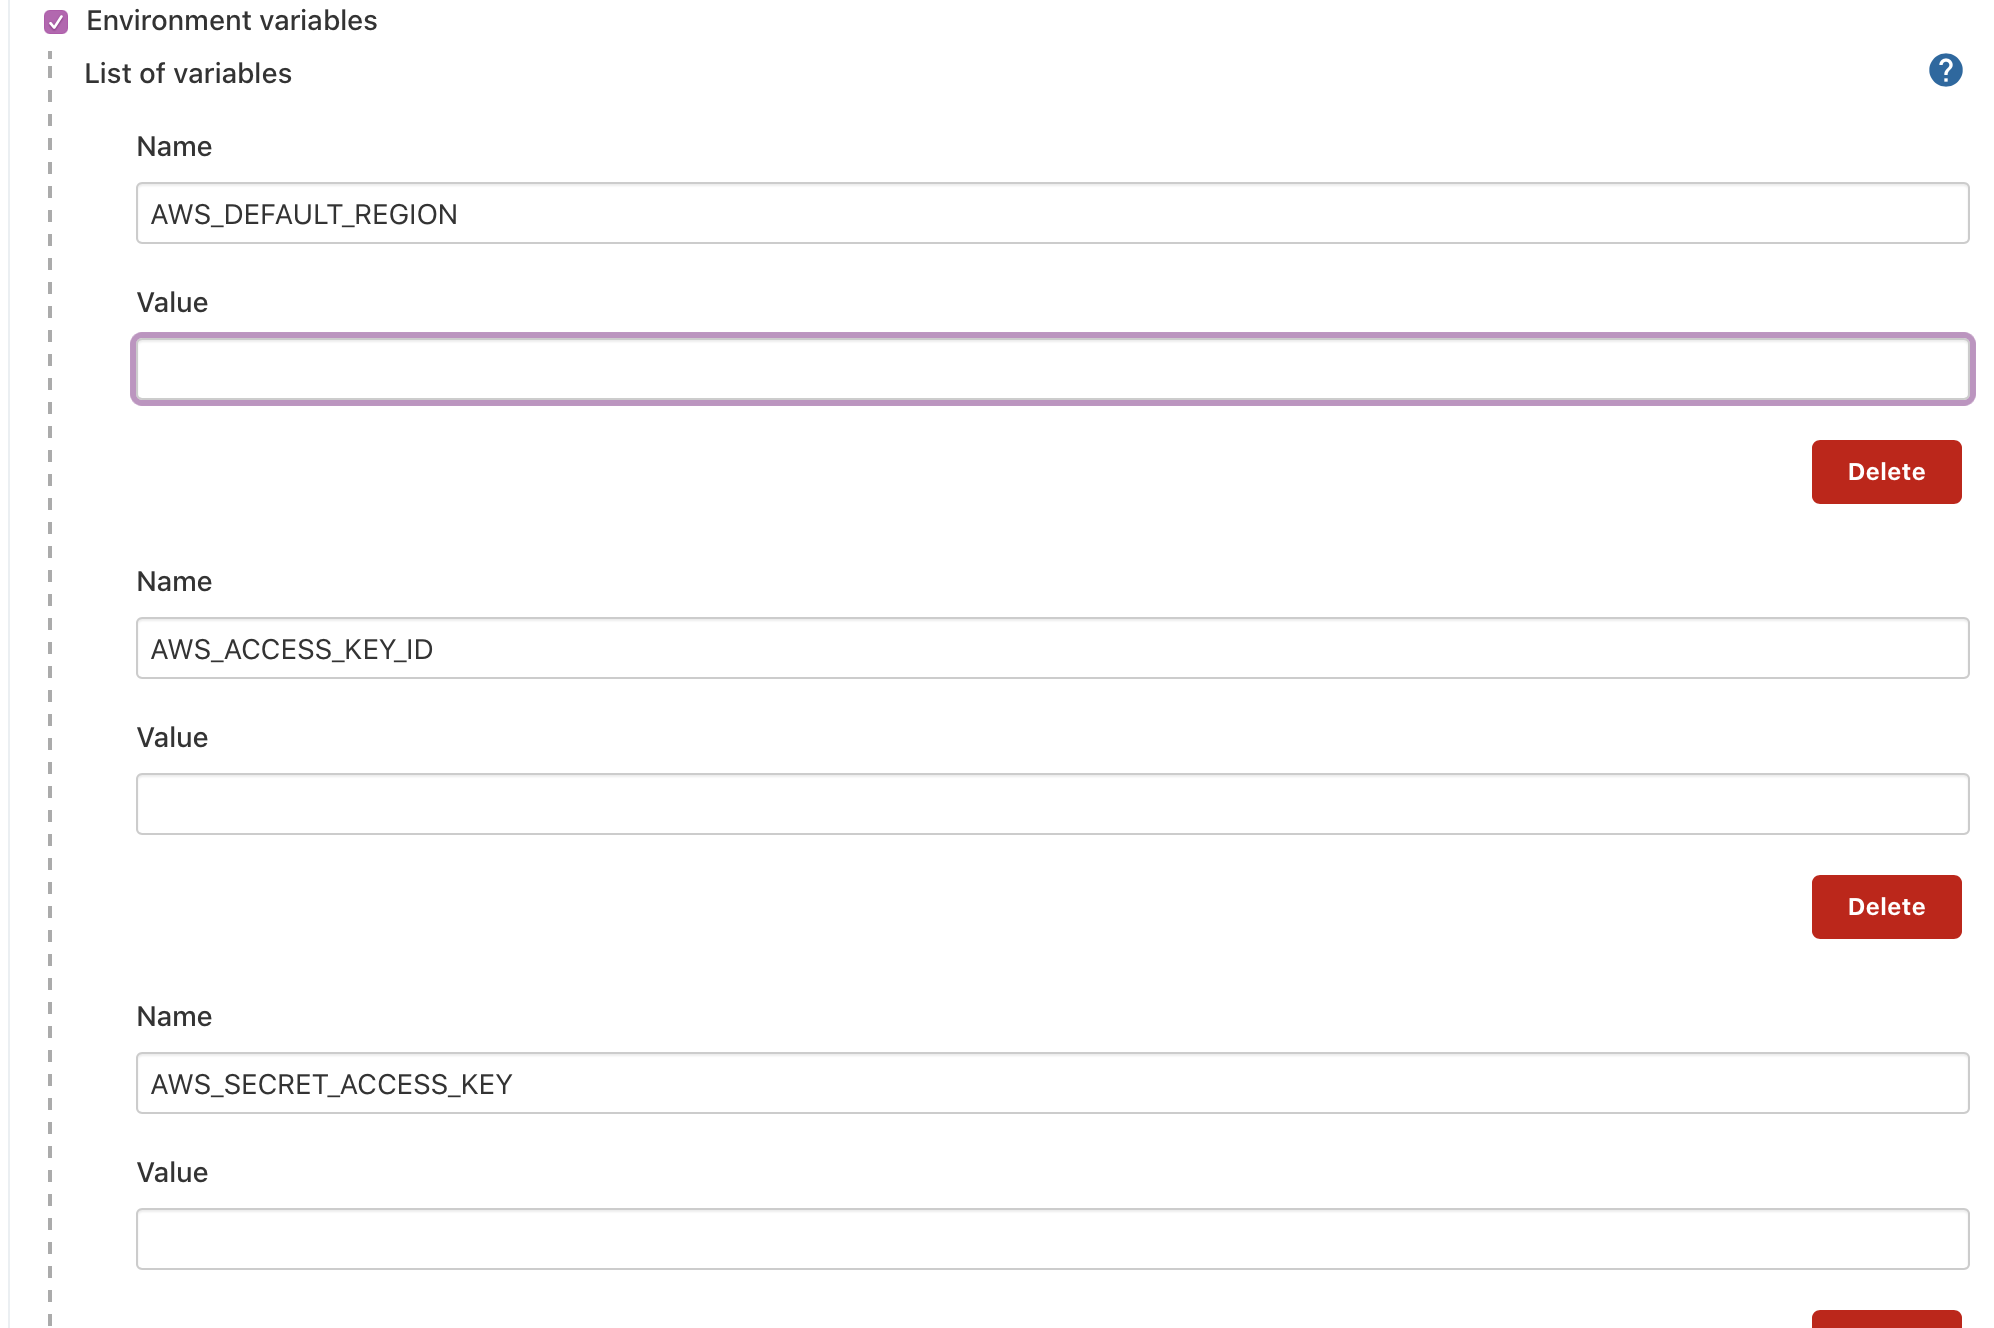 Environment variables
List of variables
?
Name
AWS_DEFAULT_REGION
Value
Delete
Name
AWS_ACCESS_KEY_ID
Value
Delete
Name
AWS_SECRET_ACCESS_KEY
Value